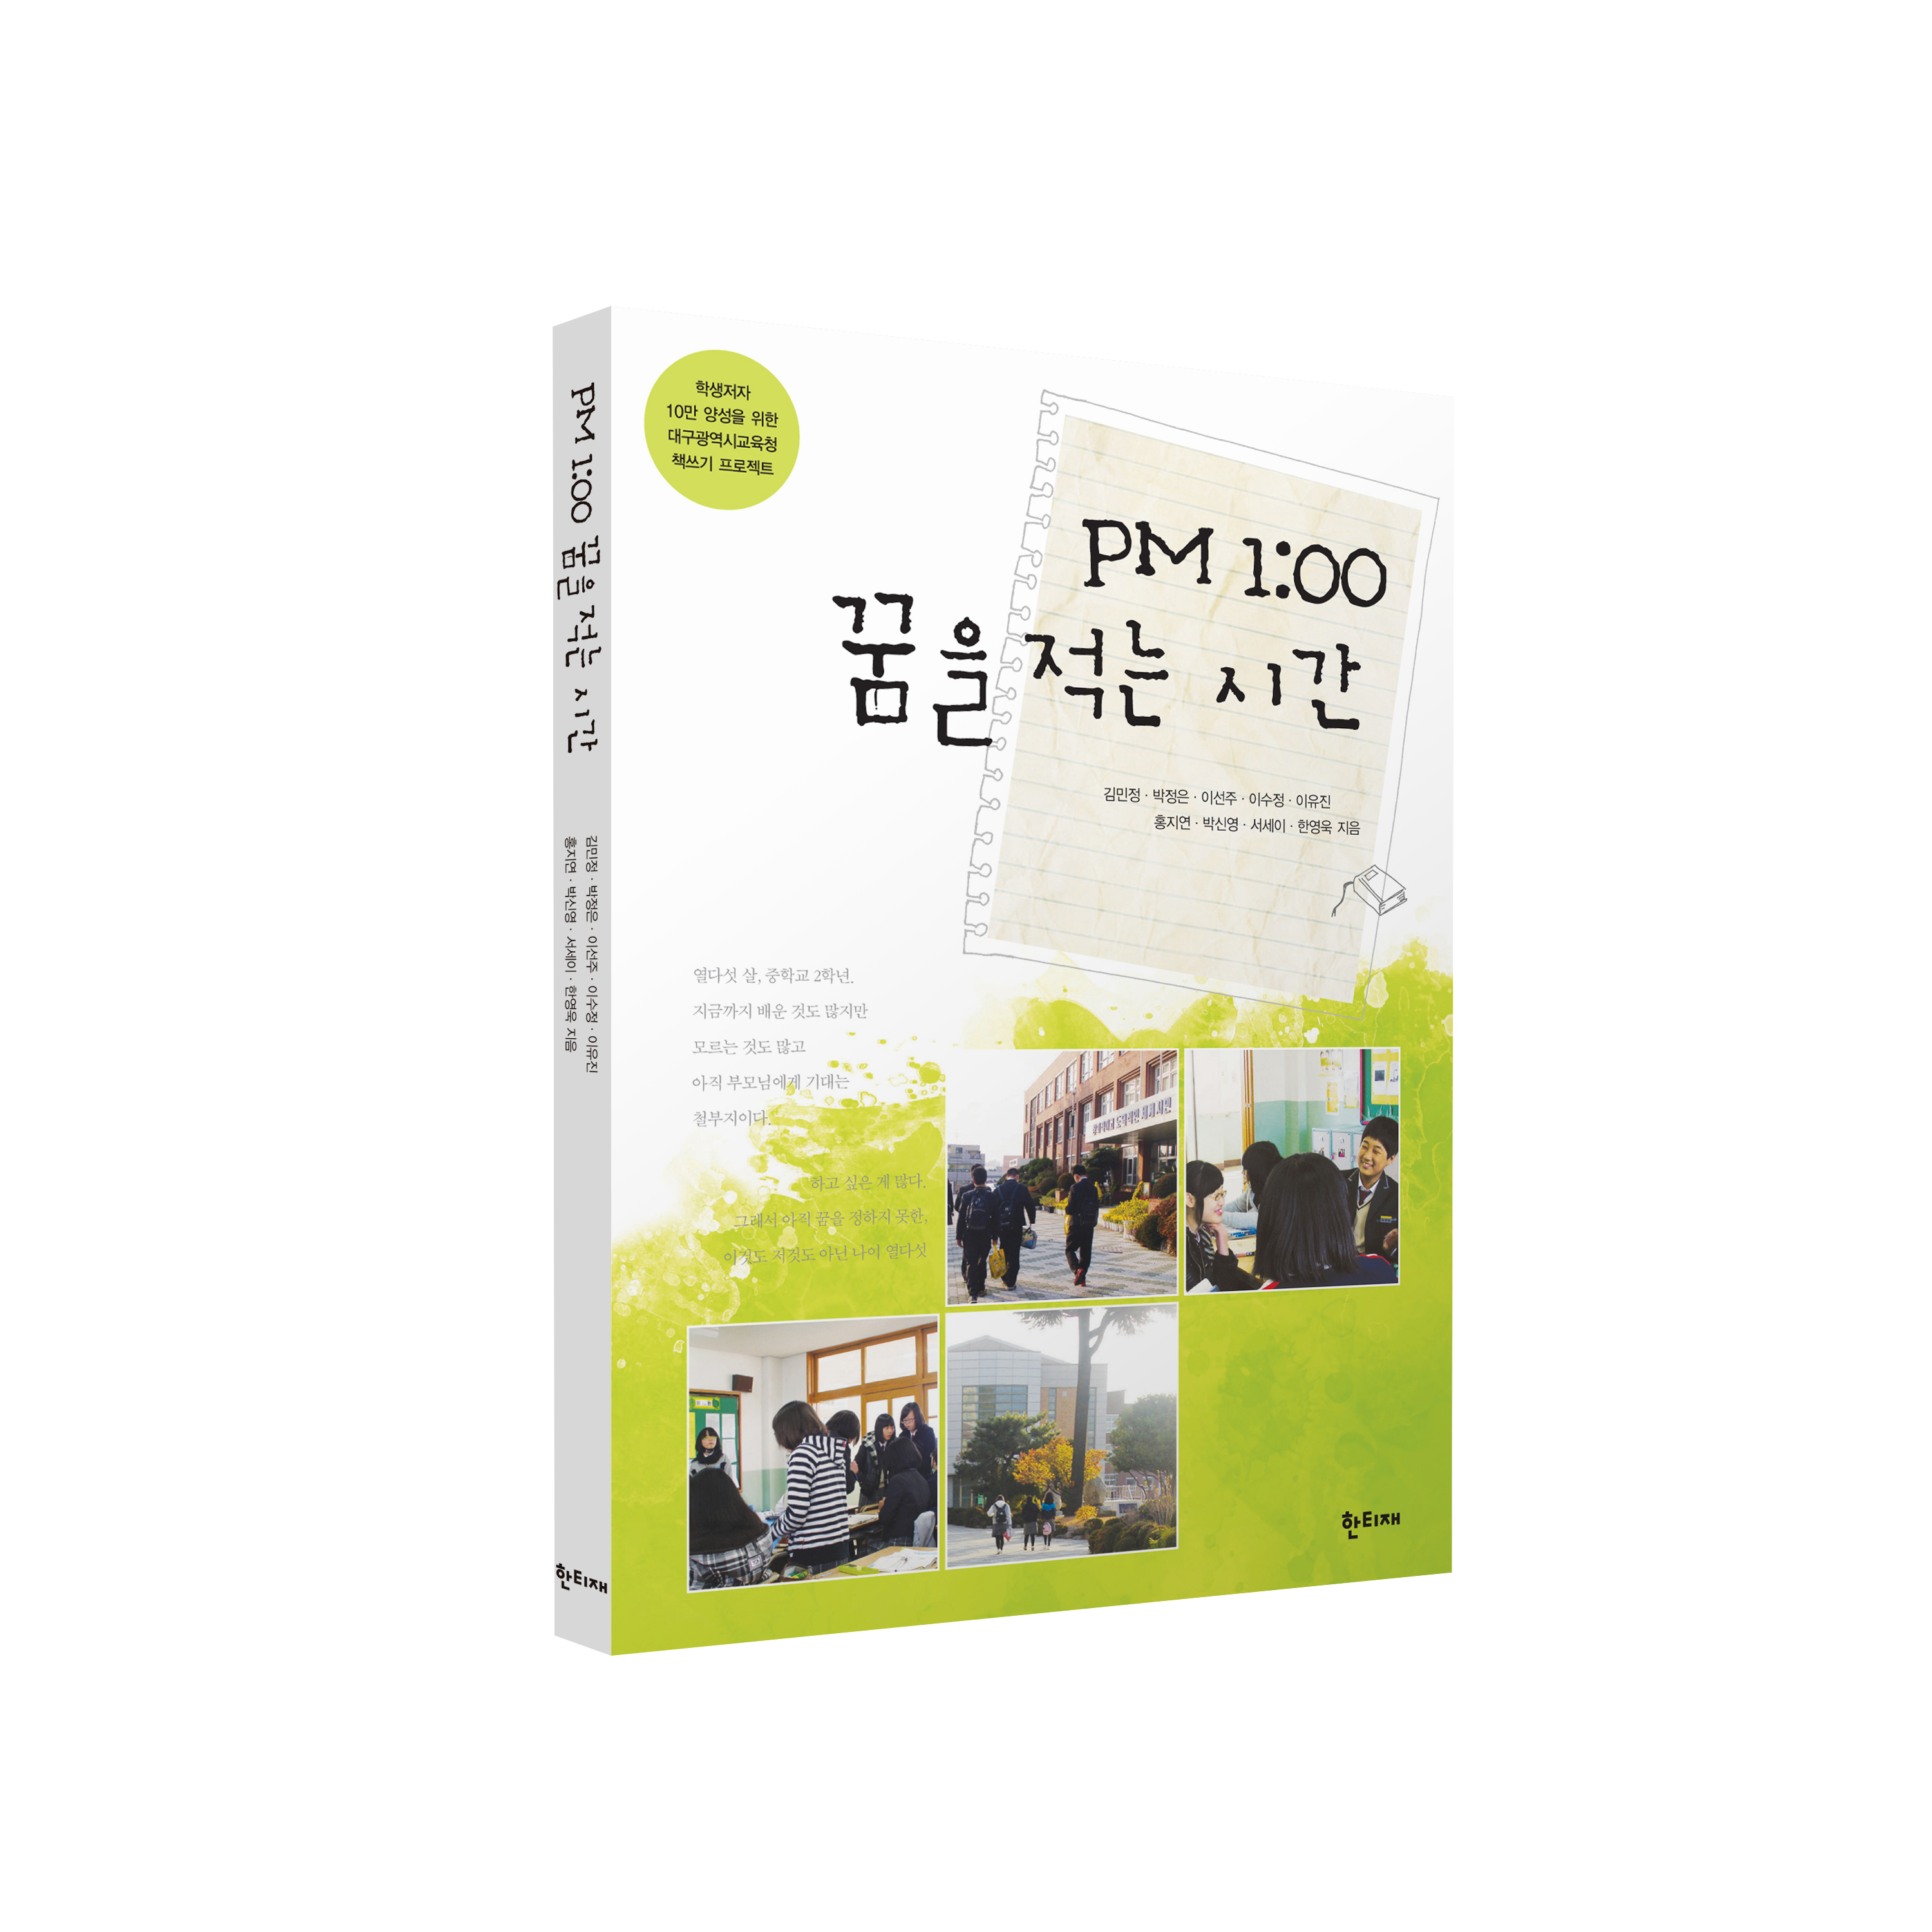 PM 1:00 꿈을 적는 시간
김민정 · 박정은 · 이선주 · 이수정 · 이유진
홍지연 · 박신영 · 서세이 · 한영욱 지음
한티재
학생저자
10만 양성을 위한
대구광역시교육청
책쓰기 프로젝트
PM 1:00
꿈을 적는 시간
김민정 · 박정은 · 이선주 · 이수정 · 이유진
홍지연 · 박신영 · 서세이 · 한영욱 지음
열다섯 살, 중학교 2학년.
지금까지 배운 것도 많지만
모르는 것도 많고
아직 부모님에게 기대는
철부지이다.
하고 싶은 게 많다.
그래서 아직 꿈을 정하지 못한,
이것도 저것도 아닌 나이 열다섯
한티재